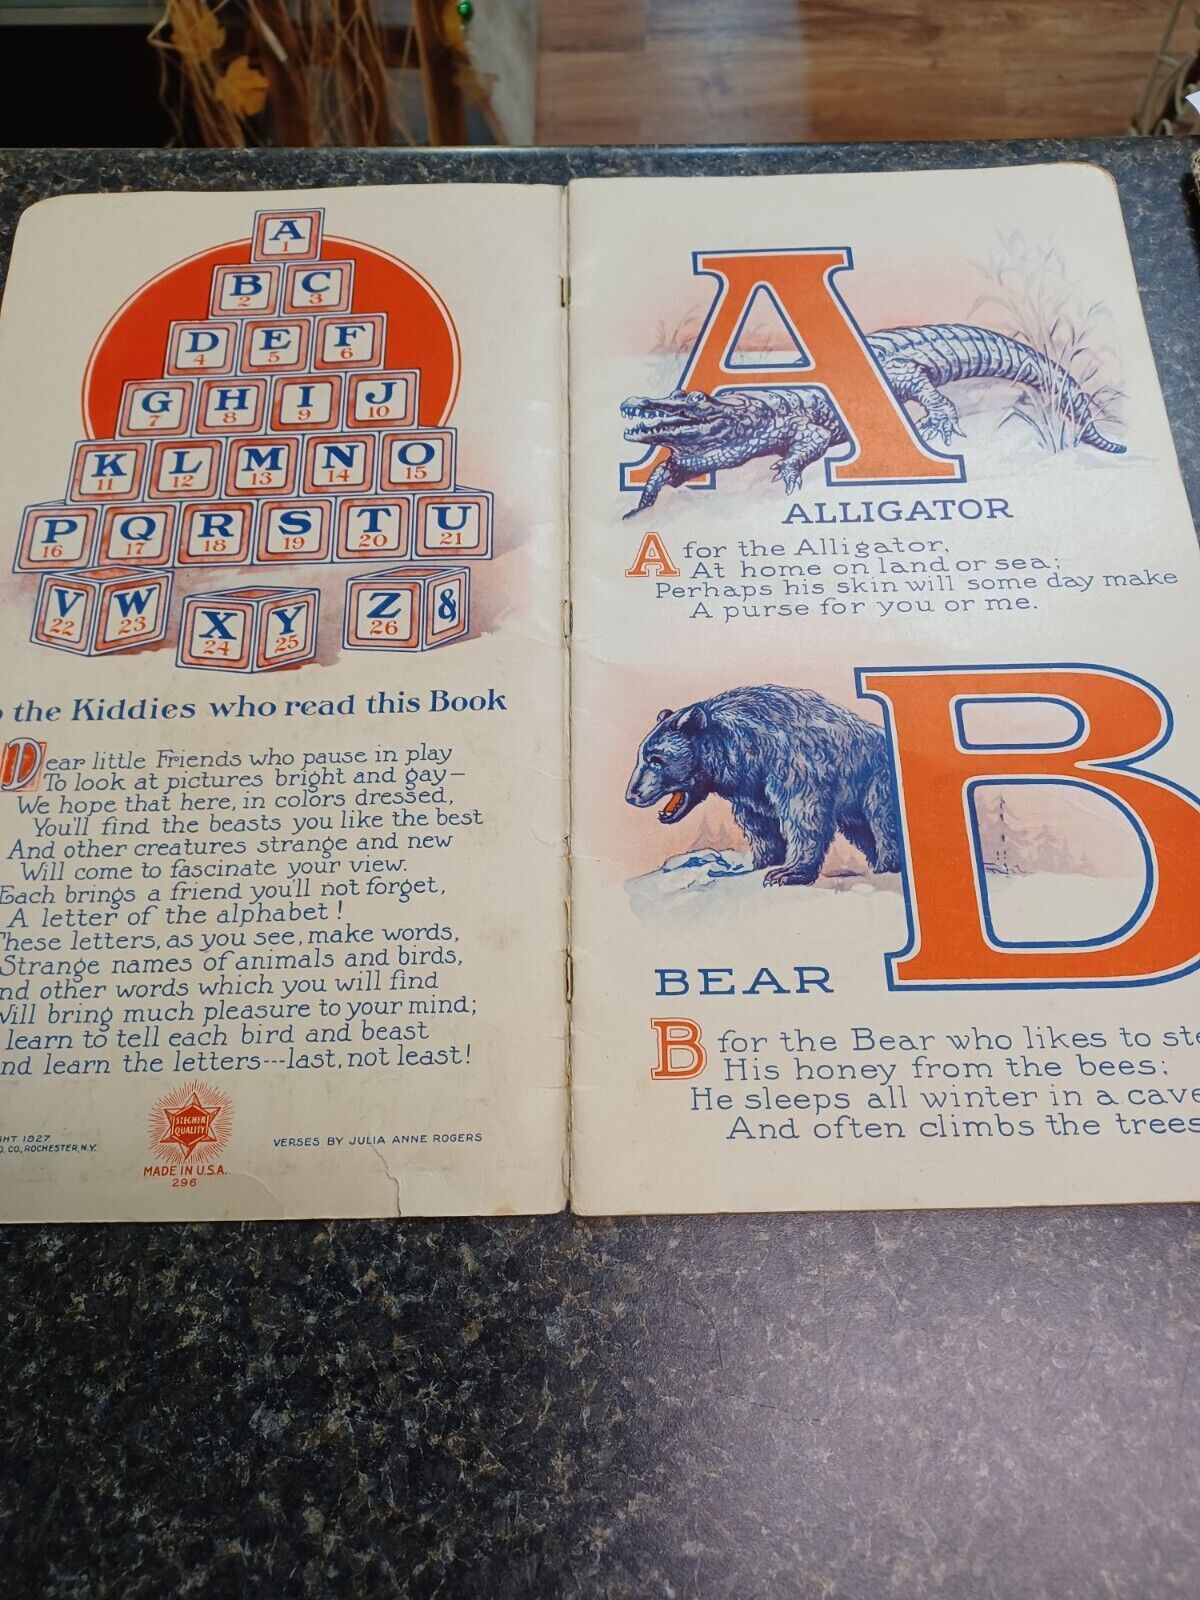 A
1
B C
2 3
D E F
4 5 6
G H I J
7 8 9 10
K L M N O
11 12 13 14 15
P Q R S T U
16 17 18 19 20 21
V W X Y Z &
22 23 24 25 26
the Kiddies who read this Book
Dear little Friends who pause in play
To look at pictures bright and gay—
We hope that here, in colors dressed,
You'll find the beasts you like the best
And other creatures strange and new
Will come to fascinate your view.
Each brings a friend you'll not forget,
A letter of the alphabet!
These letters, as you see, make words,
Strange names of animals and birds,
nd other words which you will find
Will bring much pleasure to your mind;
learn to tell each bird and beast
nd learn the letters---last, not least!
GHT 1927
CO., ROCHESTER, N.Y.
STECHER
QUALITY
MADE IN U.S.A.
296
VERSES BY JULIA ANNE ROGERS
A
ALLIGATOR
A for the Alligator,
At home on land or sea;
Perhaps his skin will some day make
A purse for you or me.
B
BEAR
B for the Bear who likes to ste
His honey from the bees;
He sleeps all winter in a cave
And often climbs the trees